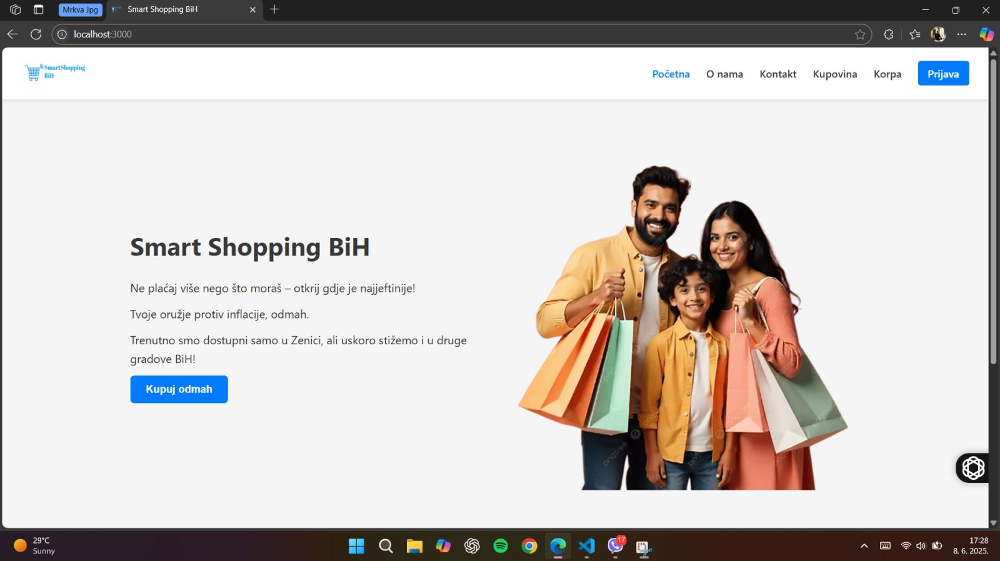 Mrkva Jpg
Smart Shopping BiH
localhost:3000
SmartShopping
BiH
Početna
O nama
Kontakt
Kupovina
Korpa
Prijava
Smart Shopping BiH
Ne plaćaj više nego što moraš – otkrij gdje je najjeftinije!
Tvoje oružje protiv inflacije, odmah.
Trenutno smo dostupni samo u Zenici, ali uskoro stižemo i u druge
gradove BiH!
Kupuj odmah
pngtree
29°C
Sunny
17
17:28
8. 6. 2025.